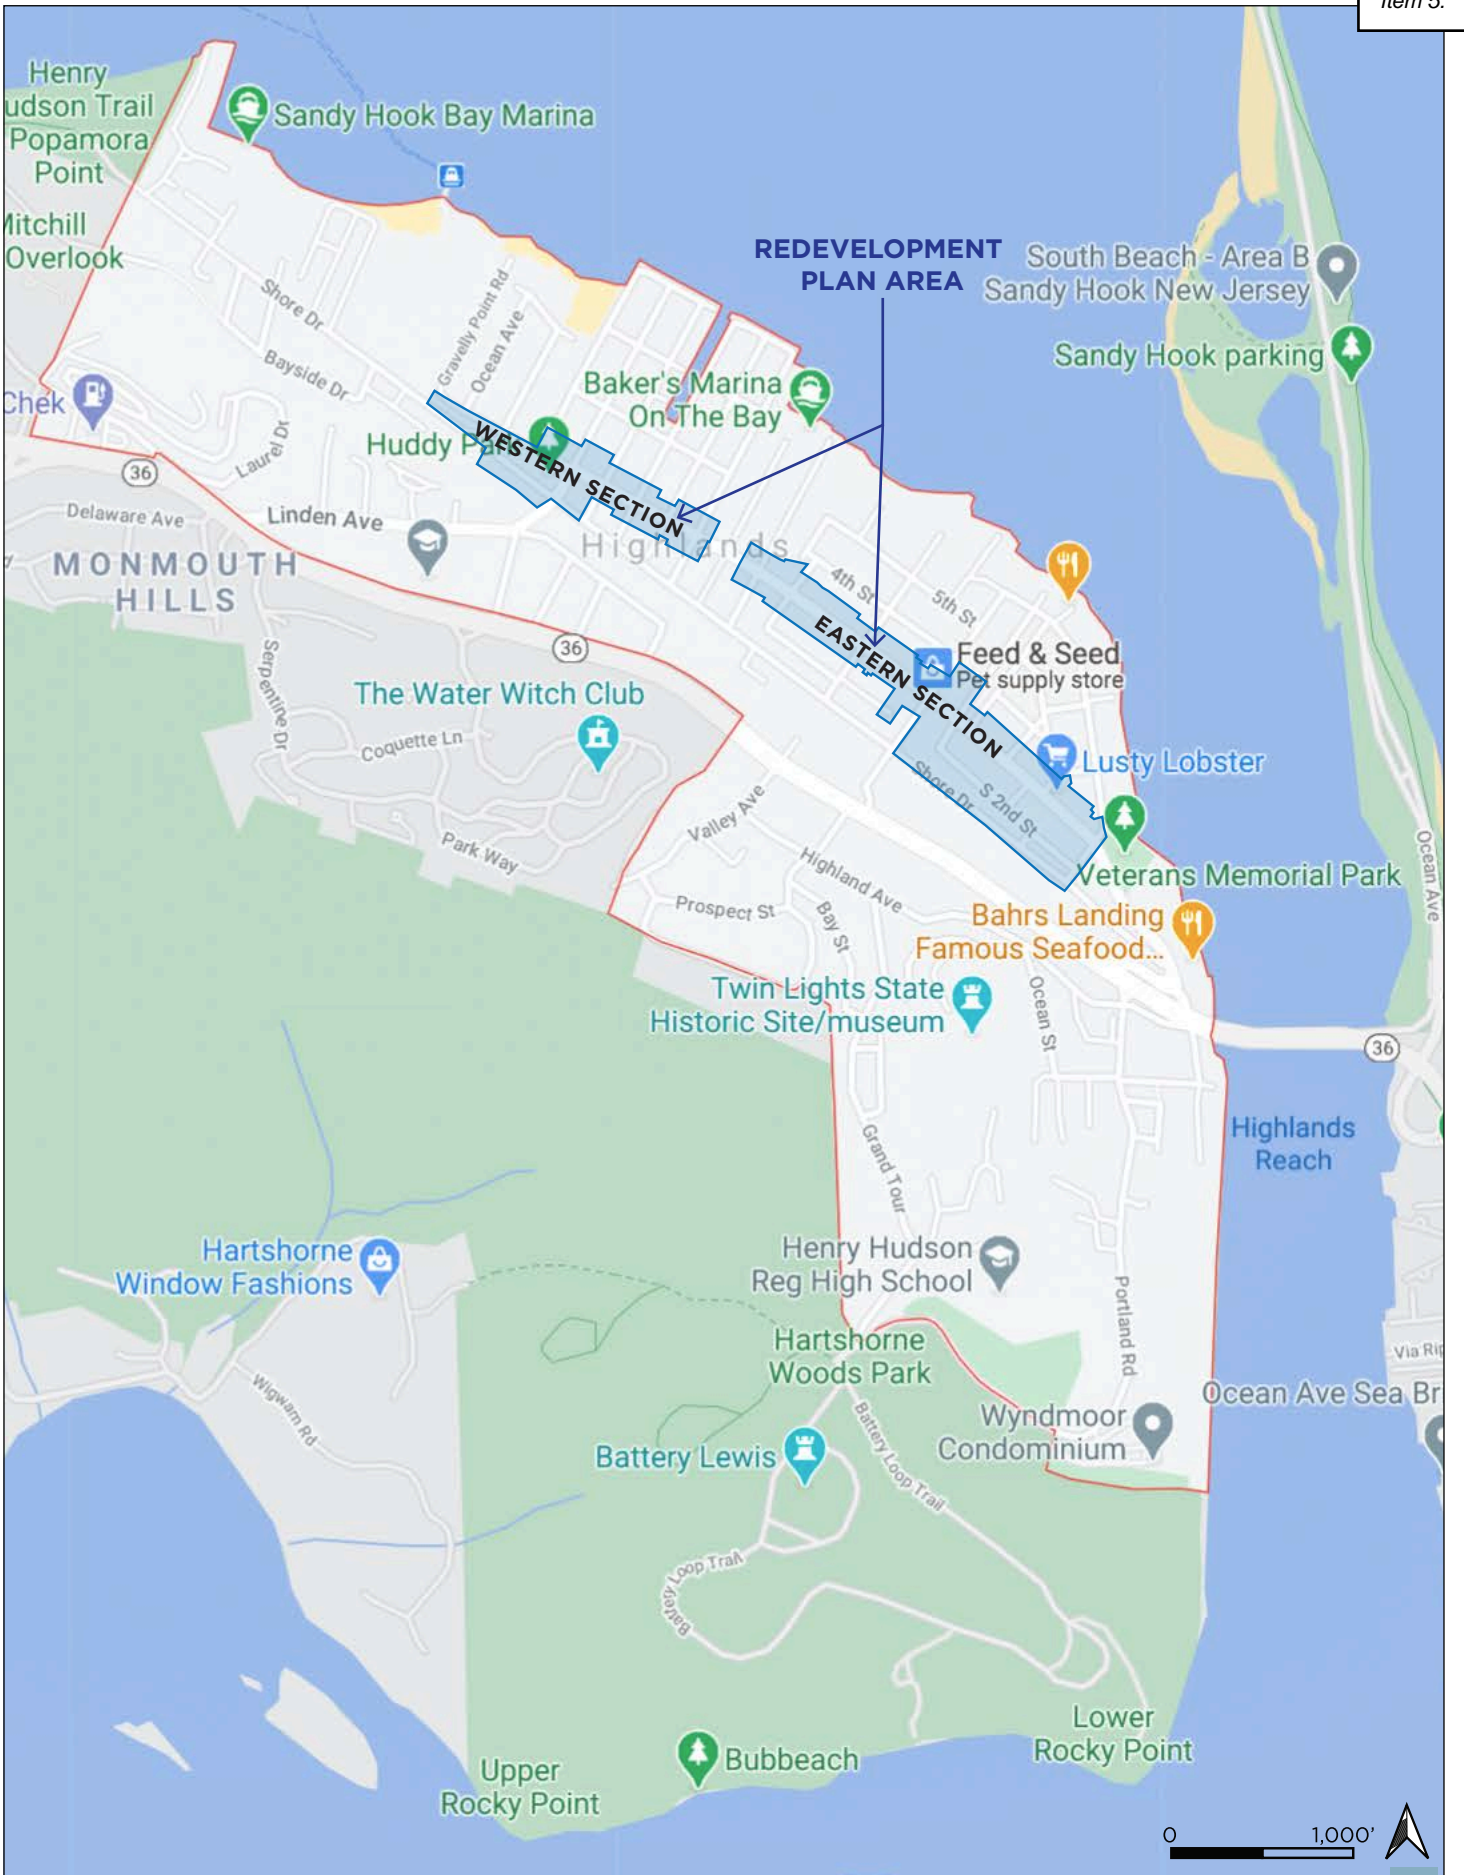 Item 5.
Henry
udson Trail
Popamora
Point
Sandy Hook Bay Marina
Mitchill
Overlook
REDEVELOPMENT
PLAN AREA
South Beach - Area B
Sandy Hook New Jersey
Sandy Hook parking
Shore Dr
Gravelly Point Rd
Ocean Ave
Bayside Dr
Baker's Marina
On The Bay
Chek
Huddy Par
WESTERN SECTION
Laurel Dr
36
Delaware Ave
Linden Ave
Highlands
MONMOUTH
HILLS
4th St
5th St
EASTERN SECTION
36
Serpentine Dr
Feed & Seed
Pet supply store
The Water Witch Club
Coquette Ln
Lusty Lobster
Shore Dr
S 2nd St
Valley Ave
Park Way
Highland Ave
Veterans Memorial Park
Ocean Ave
Prospect St
Bay St
Bahrs Landing
Famous Seafood...
Twin Lights State
Historic Site/museum
Ocean St
36
Highlands
Reach
Grand Tour
Hartshorne
Window Fashions
Henry Hudson
Reg High School
Portland Rd
Hartshorne
Woods Park
Via Rip
Wigwam Rd
Ocean Ave Sea Br
Wyndmoor
Condominium
Battery Lewis
Battery Loop Trail
Battery Loop Trail
Lower
Rocky Point
Bubbeach
Upper
Rocky Point
0 1,000'